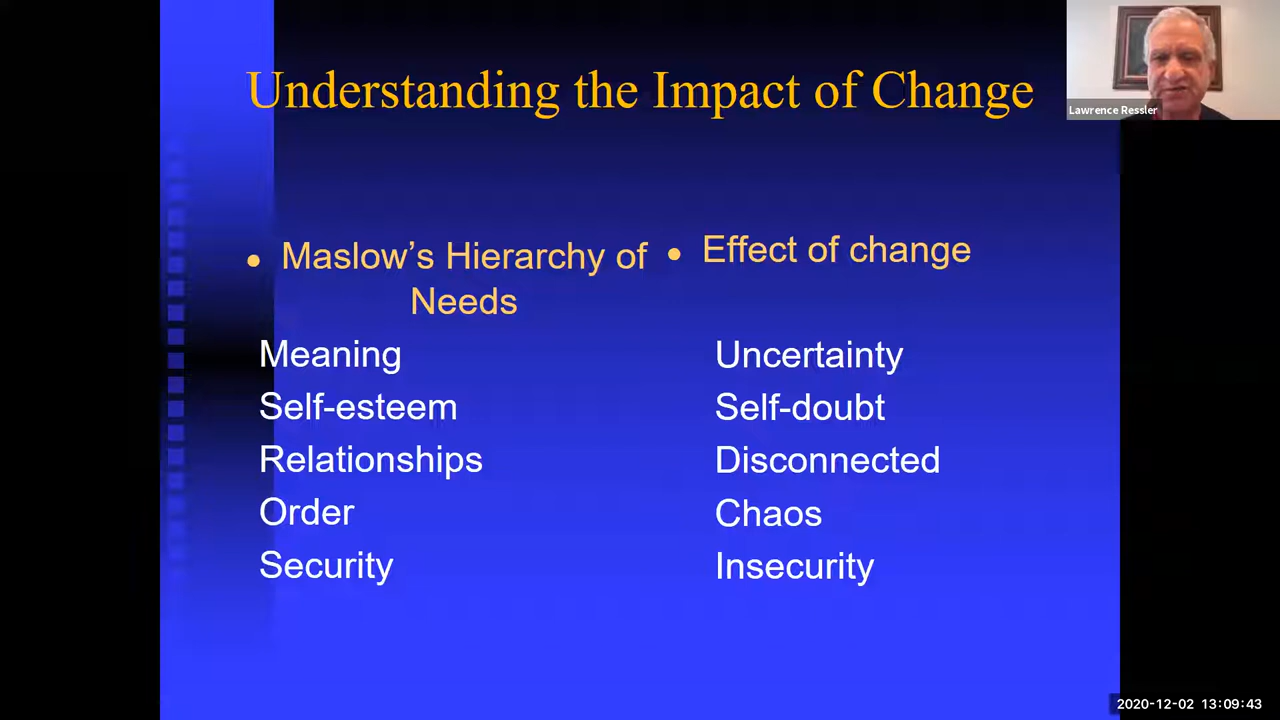 Understanding the Impact of Change
Lawrence Ressler
• Maslow’s Hierarchy of
Needs
Meaning
Self-esteem
Relationships
Order
Security
• Effect of change
Uncertainty
Self-doubt
Disconnected
Chaos
Insecurity
2020-12-02 13:09:43